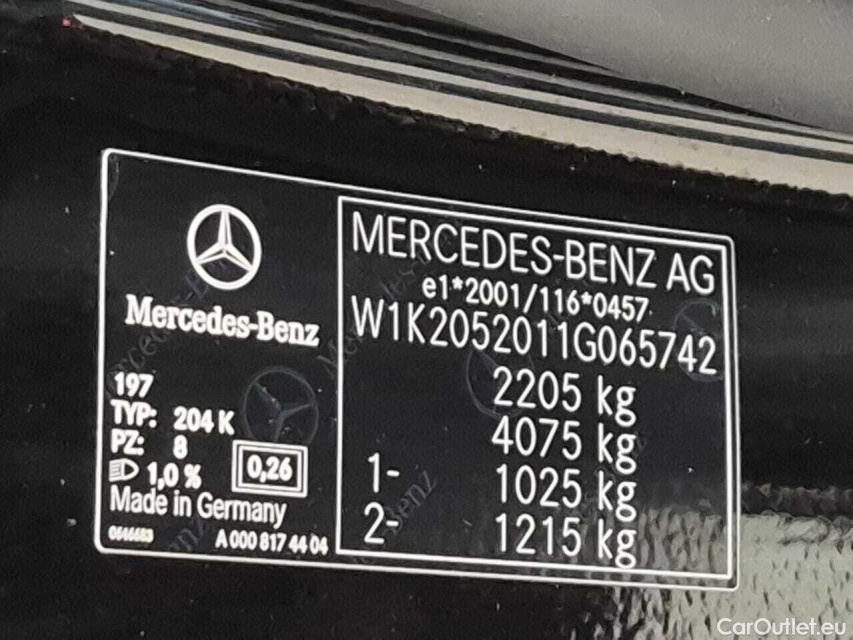 Mercedes-Benz
197
TYP: 204 K
PZ: 8
1,0 %
0,26
Made in Germany
A 000 817 44 04
MERCEDES-BENZ AG
e1*2001/116*0457
W1K2052011G065742
2205 kg
4075 kg
1- 1025 kg
2- 1215 kg
CarOutlet.eu